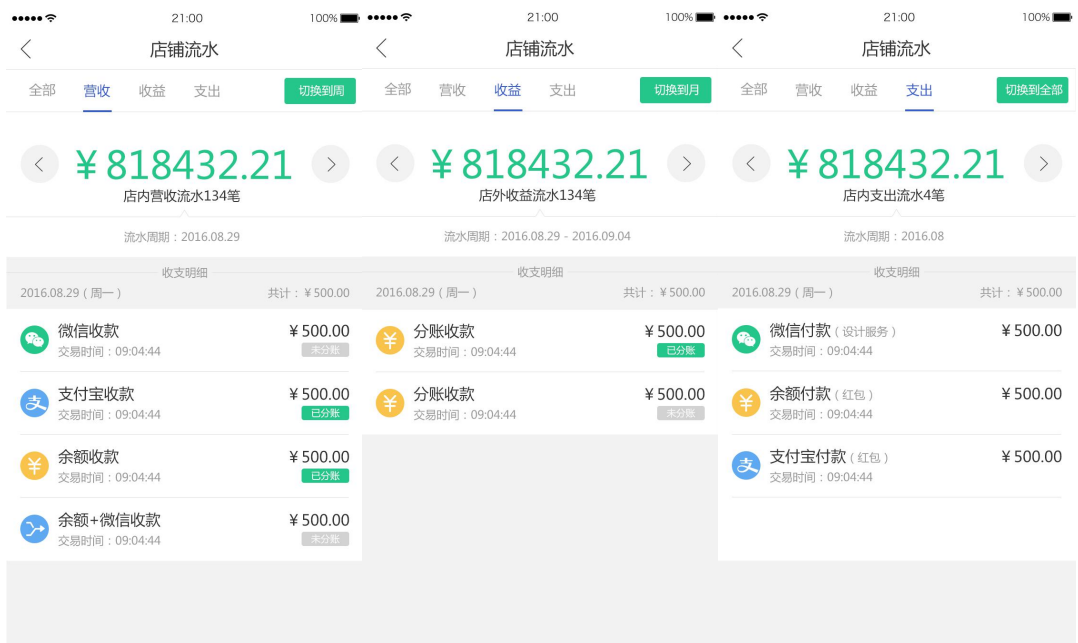 21:00
100%
店铺流水
全部
营收
收益
支出
切换到周
¥818432.21
店内营收流水134笔
流水周期：2016.08.29
收支明细
2016.08.29（周一）
共计：¥500.00
微信收款
¥500.00
交易时间：09:04:44
未分账
支付宝收款
¥500.00
交易时间：09:04:44
已分账
余额收款
¥500.00
交易时间：09:04:44
已分账
余额+微信收款
¥500.00
交易时间：09:04:44
未分账
21:00
100%
店铺流水
全部
营收
收益
支出
切换到月
¥818432.21
店外收益流水134笔
流水周期：2016.08.29 - 2016.09.04
收支明细
2016.08.29（周一）
共计：¥500.00
分账收款
¥500.00
交易时间：09:04:44
已分账
分账收款
¥500.00
交易时间：09:04:44
未分账
21:00
100%
店铺流水
全部
营收
收益
支出
切换到全部
¥818432.21
店内支出流水4笔
流水周期：2016.08
收支明细
2016.08.29（周一）
共计：¥500.00
微信付款（设计服务）
¥500.00
交易时间：09:04:44
余额付款（红包）
¥500.00
交易时间：09:04:44
支付宝付款（红包）
¥500.00
交易时间：09:04:44